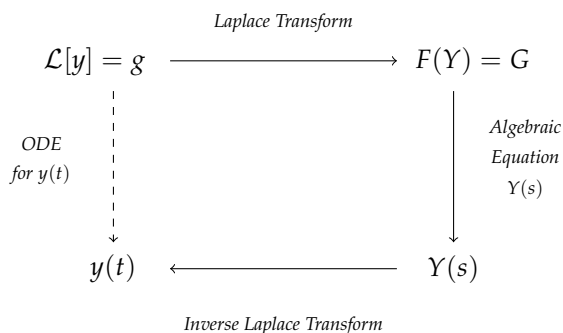 Laplace Transform
ℒ[y] = g
F(Y) = G
ODE
for y(t)
Algebraic
Equation
Y(s)
y(t)
Y(s)
Inverse Laplace Transform